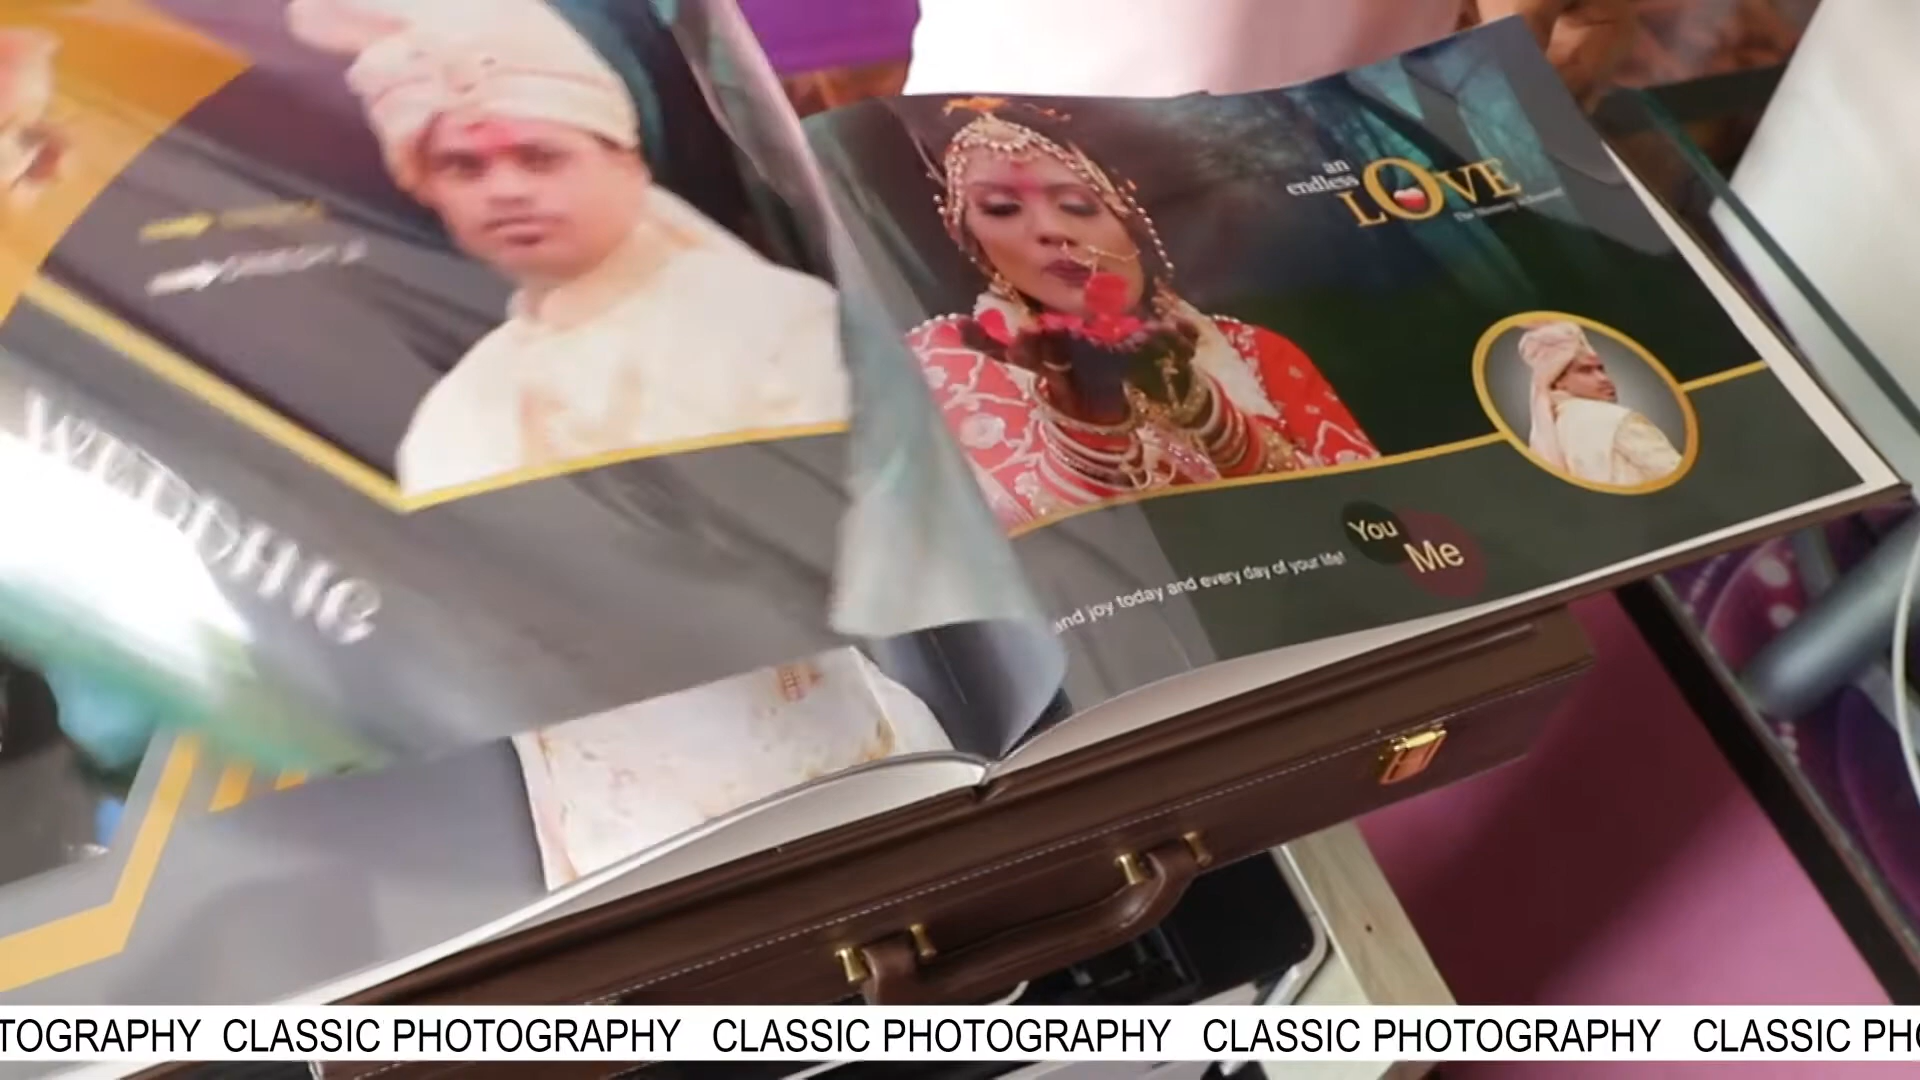 an
endless
LOVE
WEDDING
You
Me
and joy today and every day of your life!
TOGRAPHY CLASSIC PHOTOGRAPHY CLASSIC PHOTOGRAPHY CLASSIC PHOTOGRAPHY CLASSIC PHO